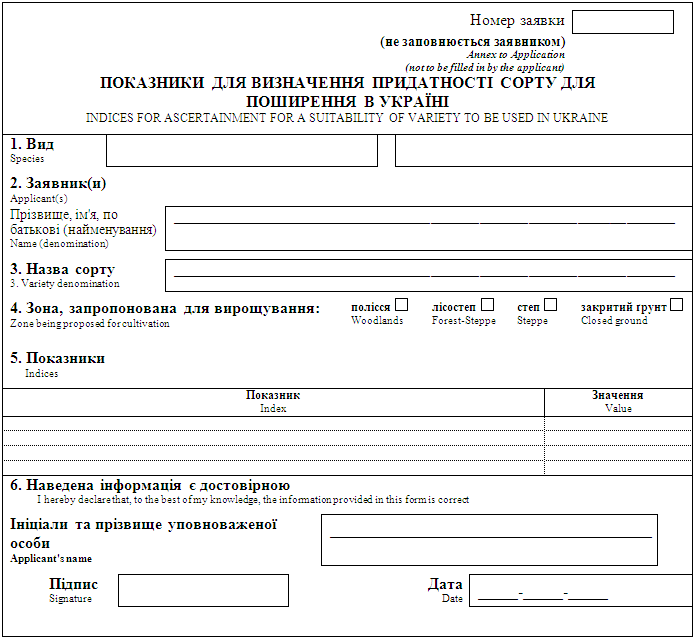 Номер заявки
(не заповнюється заявником)
Annex to Application
(not to be filled in by the applicant)
ПОКАЗНИКИ ДЛЯ ВИЗНАЧЕННЯ ПРИДАТНОСТІ СОРТУ ДЛЯ
ПОШИРЕННЯ В УКРАЇНІ
INDICES FOR ASCERTAINMENT FOR A SUITABILITY OF VARIETY TO BE USED IN UKRAINE
1. Вид
Species
2. Заявник(и)
Applicant(s)
Прізвище, ім'я, по
батькові (найменування)
Name (denomination)
3. Назва сорту
3. Variety denomination
4. Зона, запропонована для вирощування: полісся лісостеп степ закритий ґрунт
Zone being proposed for cultivation Woodlands Forest-Steppe Steppe Closed ground
5. Показники
Indices
Показник Значення
Index Value
6. Наведена інформація є достовірною
I hereby declare that, to the best of my knowledge, the information provided in this form is correct
Ініціали та прізвище уповноваженої
особи
Applicant's name
Підпис Дата
Signature Date